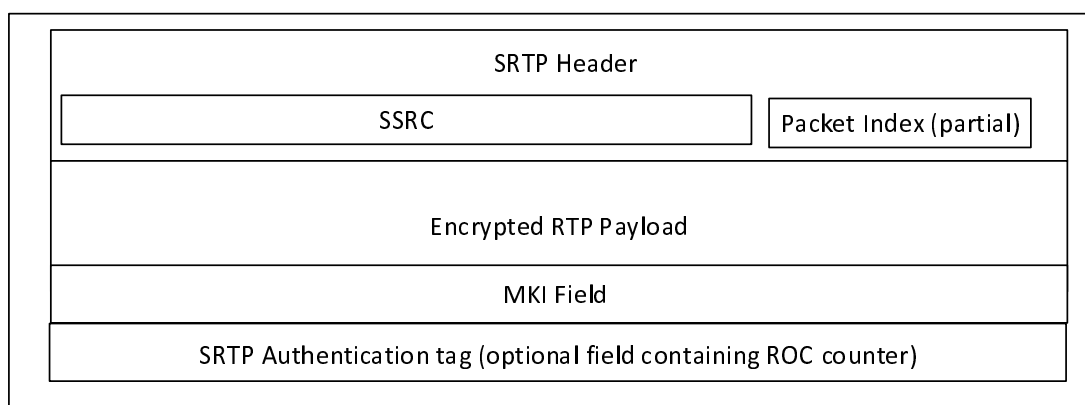 SRTP Header
SSRC
Packet Index (partial)
Encrypted RTP Payload
MKI Field
SRTP Authentication tag (optional field containing ROC counter)